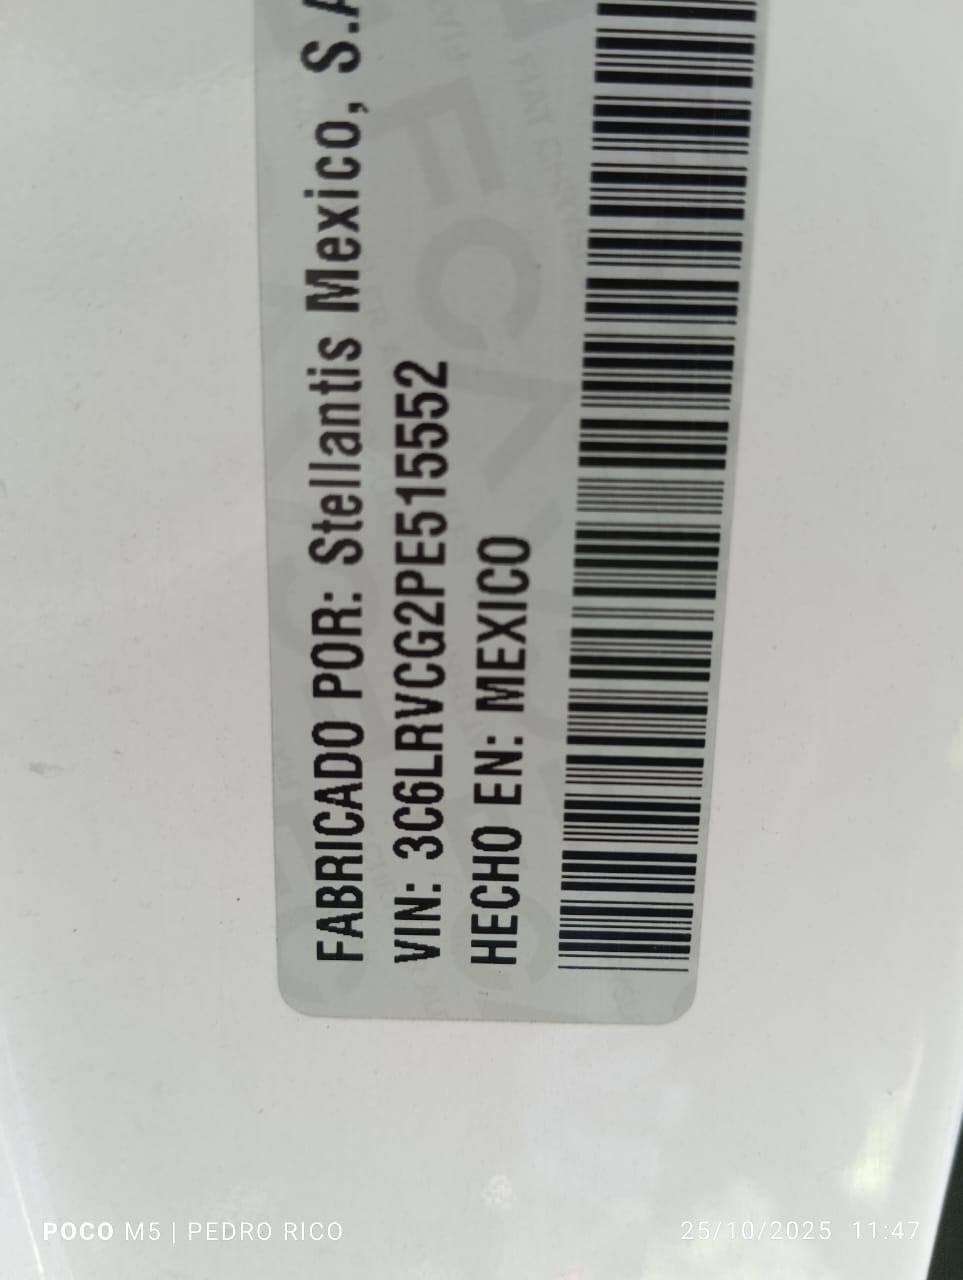 FABRICADO POR: Stellantis Mexico, S.A
VIN: 3C6LRVCG2PE515552
HECHO EN: MEXICO
POCO M5 | PEDRO RICO
25/10/2025 11:47